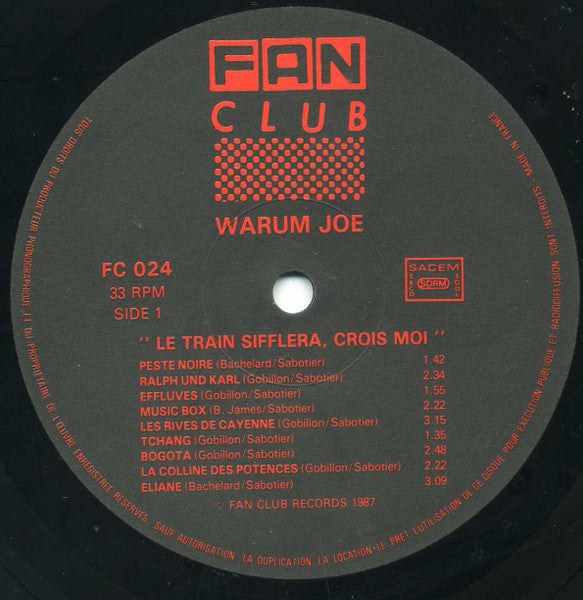 FAN
CLUB
WARUM JOE
FC 024
33 RPM
SIDE 1
SACEM
SACD
SDRM
SGDL
" LE TRAIN SIFFLERA, CROIS MOI "
PESTE NOIRE (Bachelard/Sabotier) 1.42
RALPH UND KARL (Gobillon/Sabotier) 2.34
EFFLUVES (Gobillon/Sabotier) 1.55
MUSIC BOX (B. James/Sabotier) 2.22
LES RIVES DE CAYENNE (Gobillon/Sabotier) 3.15
TCHANG (Gobillon/Sabotier) 1.35
BOGOTA (Gobillon/Sabotier) 2.48
LA COLLINE DES POTENCES (Gobillon/Sabotier) 2.22
ELIANE (Bachelard/Sabotier) 3.09
© FAN CLUB RECORDS 1987
TOUS DROITS DU PRODUCTEUR PHONOGRAPHIQUE ET DU PROPRIETAIRE DE L'ŒUVRE ENREGISTREE RESERVES SAUF AUTORISATION LA DUPLICATION LA LOCATION-LE PRET L'UTILISATION DE CE DISQUE POUR EXECUTION PUBLIQUE ET RADIODIFFUSION SONT INTERDITS - MADE IN FRANCE